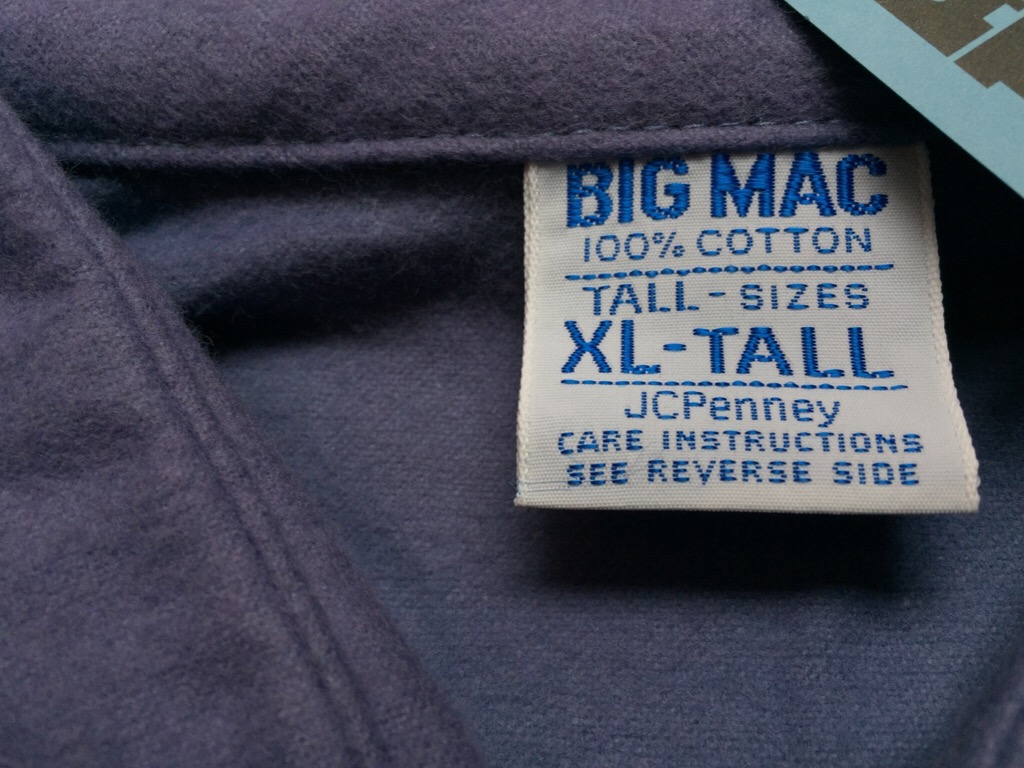 BIG MAC
100% COTTON
TALL-SIZES
XL-TALL
JCPenney
CARE INSTRUCTIONS
SEE REVERSE SIDE